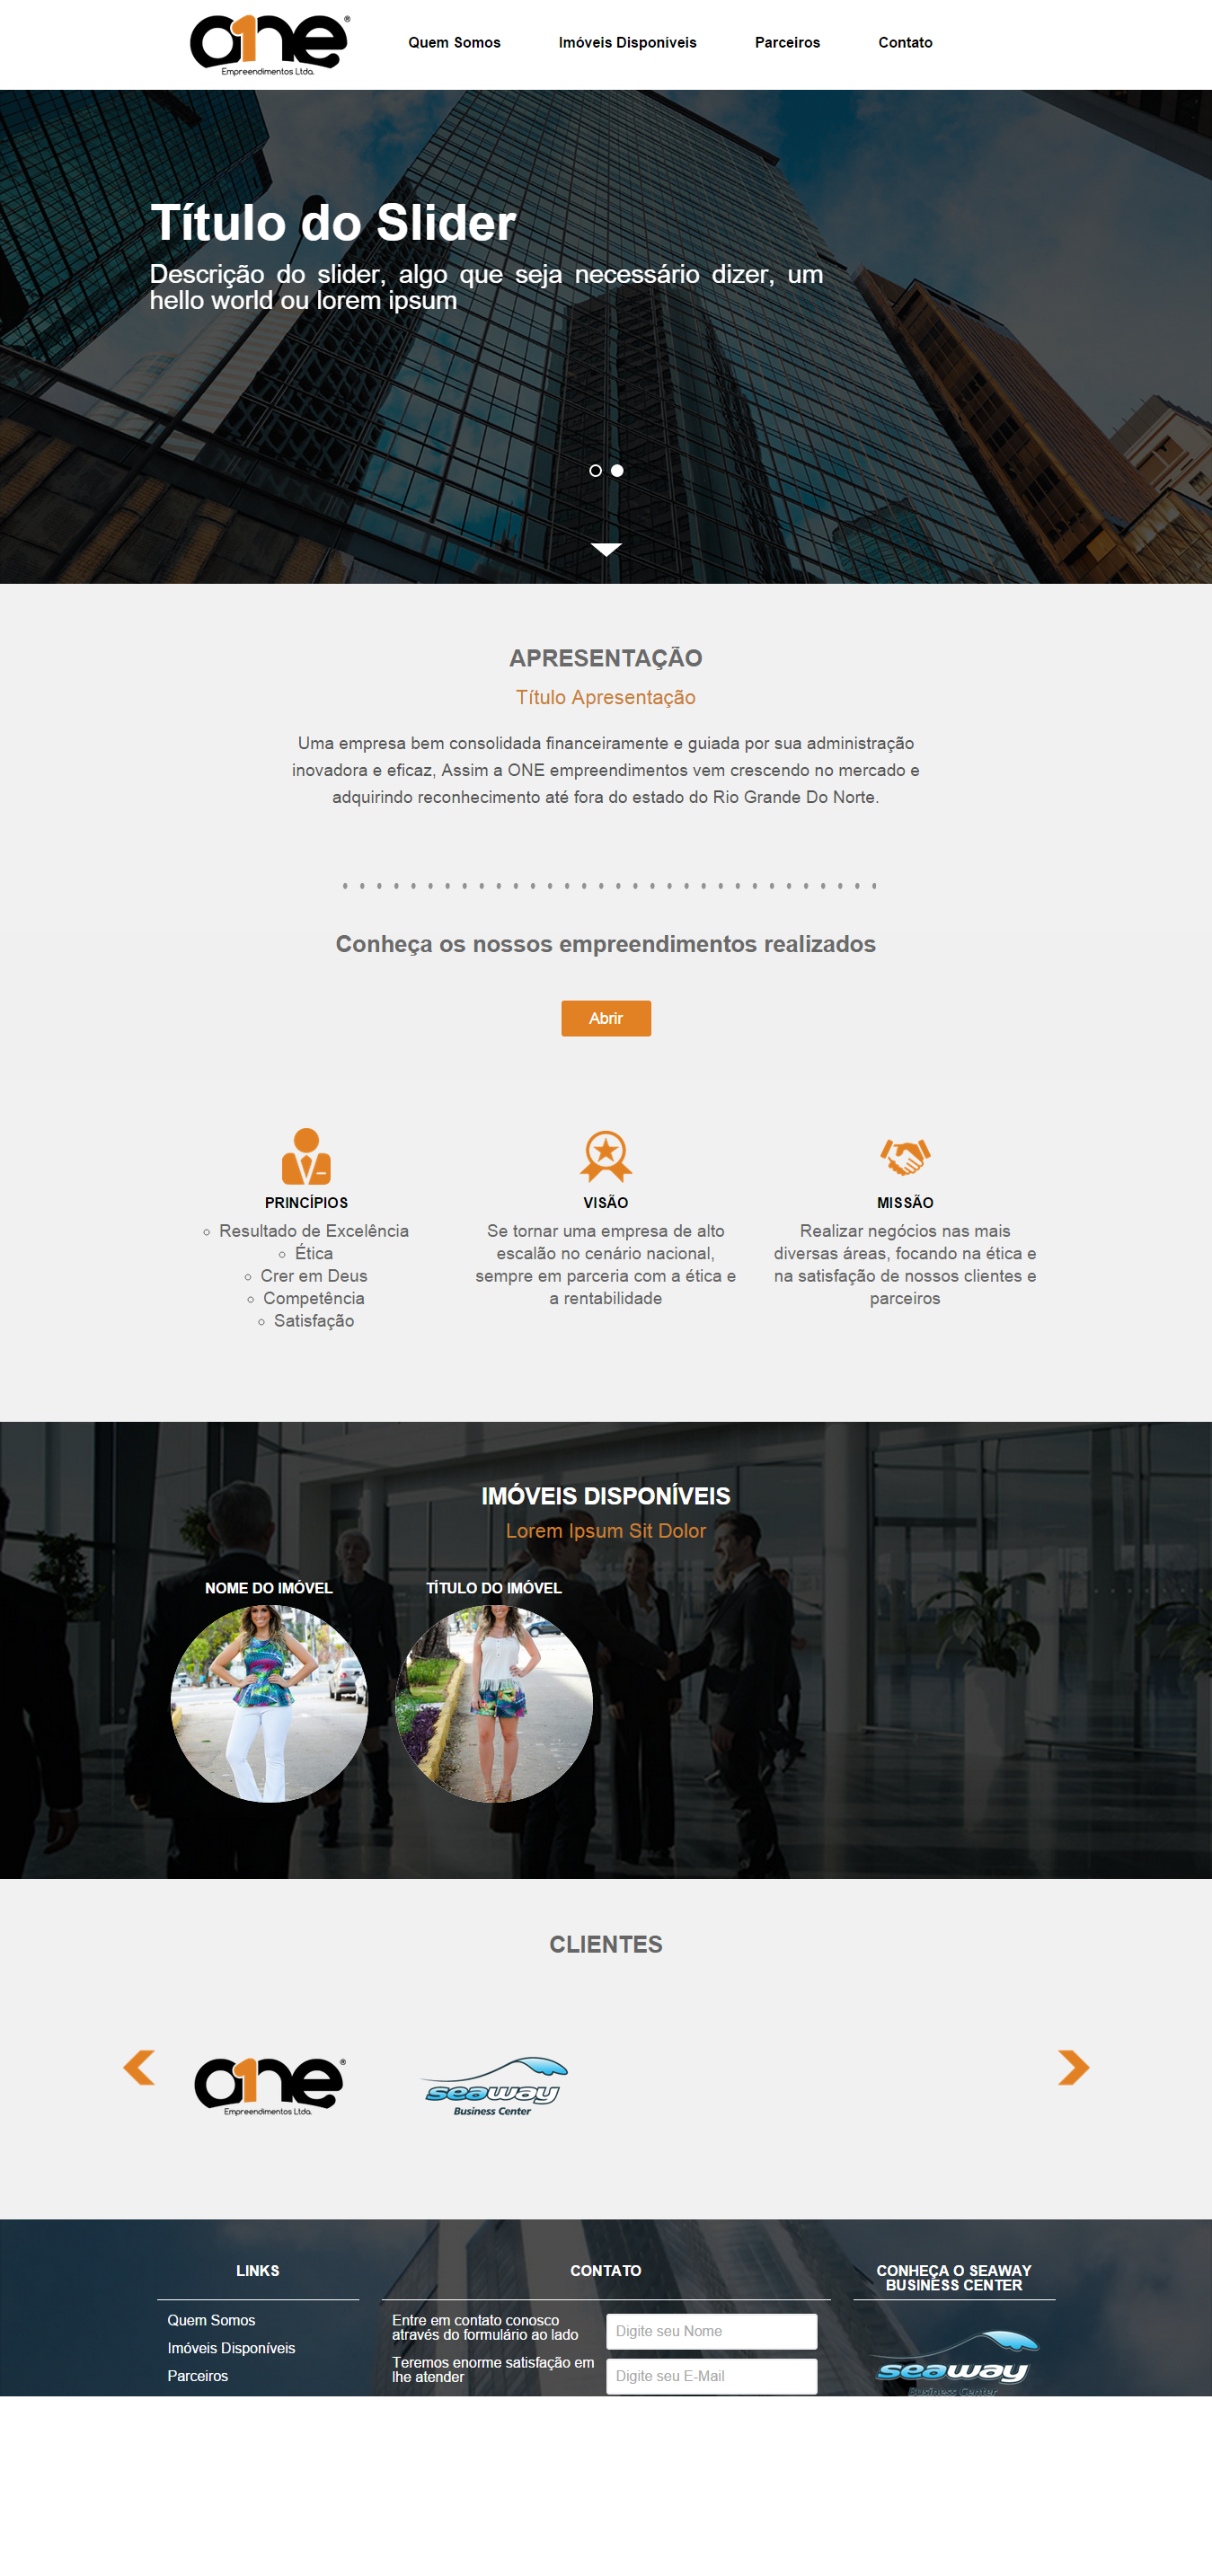 one®
Empreendimentos Ltda.
Quem Somos
Imóveis Disponíveis
Parceiros
Contato
Título do Slider
Descrição do slider, algo que seja necessário dizer, um
hello world ou lorem ipsum
APRESENTAÇÃO
Título Apresentação
Uma empresa bem consolidada financeiramente e guiada por sua administração
inovadora e eficaz, Assim a ONE empreendimentos vem crescendo no mercado e
adquirindo reconhecimento até fora do estado do Rio Grande Do Norte.
Conheça os nossos empreendimentos realizados
Abrir
PRINCÍPIOS
Resultado de Excelência
Ética
Crer em Deus
Competência
Satisfação
VISÃO
Se tornar uma empresa de alto
escalão no cenário nacional,
sempre em parceria com a ética e
a rentabilidade
MISSÃO
Realizar negócios nas mais
diversas áreas, focando na ética e
na satisfação de nossos clientes e
parceiros
IMÓVEIS DISPONÍVEIS
Lorem Ipsum Sit Dolor
NOME DO IMÓVEL
TÍTULO DO IMÓVEL
CLIENTES
one®
Empreendimentos Ltda.
seaway
Business Center
LINKS
Quem Somos
Imóveis Disponíveis
Parceiros
CONTATO
Entre em contato conosco
através do formulário ao lado
Teremos enorme satisfação em
lhe atender
Digite seu Nome
Digite seu E-Mail
CONHEÇA O SEAWAY
BUSINESS CENTER
seaway
Business Center